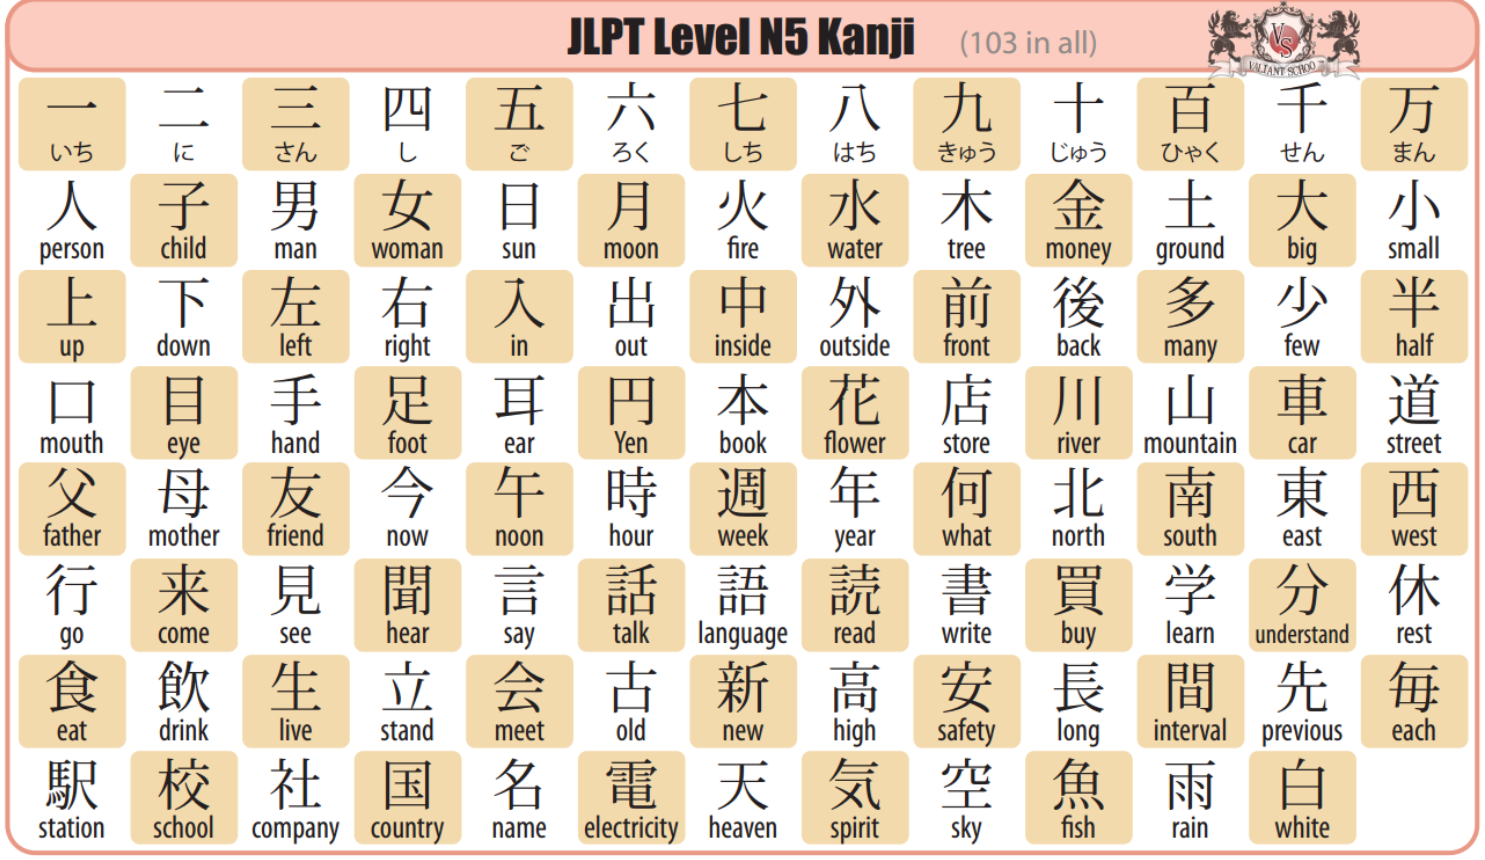 JLPT Level N5 Kanji (103 in all)
VS
VALIANT SCHOO
一 二 三 四 五 六 七 八 九 十 百 千 万
いち に さん し ご ろく しち はち きゅう じゅう ひゃく せん まん
人 子 男 女 日 月 火 水 木 金 土 大 小
person child man woman sun moon fire water tree money ground big small
上 下 左 右 入 出 中 外 前 後 多 少 半
up down left right in out inside outside front back many few half
口 目 手 足 耳 円 本 花 店 川 山 車 道
mouth eye hand foot ear Yen book flower store river mountain car street
父 母 友 今 午 時 週 年 何 北 南 東 西
father mother friend now noon hour week year what north south east west
行 来 見 聞 言 話 語 読 書 買 学 分 休
go come see hear say talk language read write buy learn understand rest
食 飲 生 立 会 古 新 高 安 長 間 先 毎
eat drink live stand meet old new high safety long interval previous each
駅 校 社 国 名 電 天 気 空 魚 雨 白
station school company country name electricity heaven spirit sky fish rain white